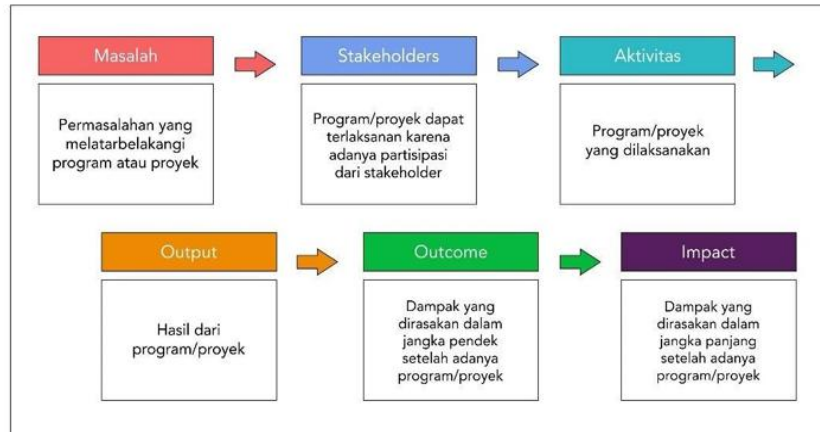 Masalah
Permasalahan yang
melatarbelakangi
program atau proyek
Stakeholders
Program/proyek dapat
terlaksanan karena
adanya partisipasi
dari stakeholder
Aktivitas
Program/proyek
yang dilaksanakan
Output
Hasil dari
program/proyek
Outcome
Dampak yang
dirasakan dalam
jangka pendek
setelah adanya
program/proyek
Impact
Dampak yang
dirasakan dalam
jangka panjang
setelah adanya
program/proyek